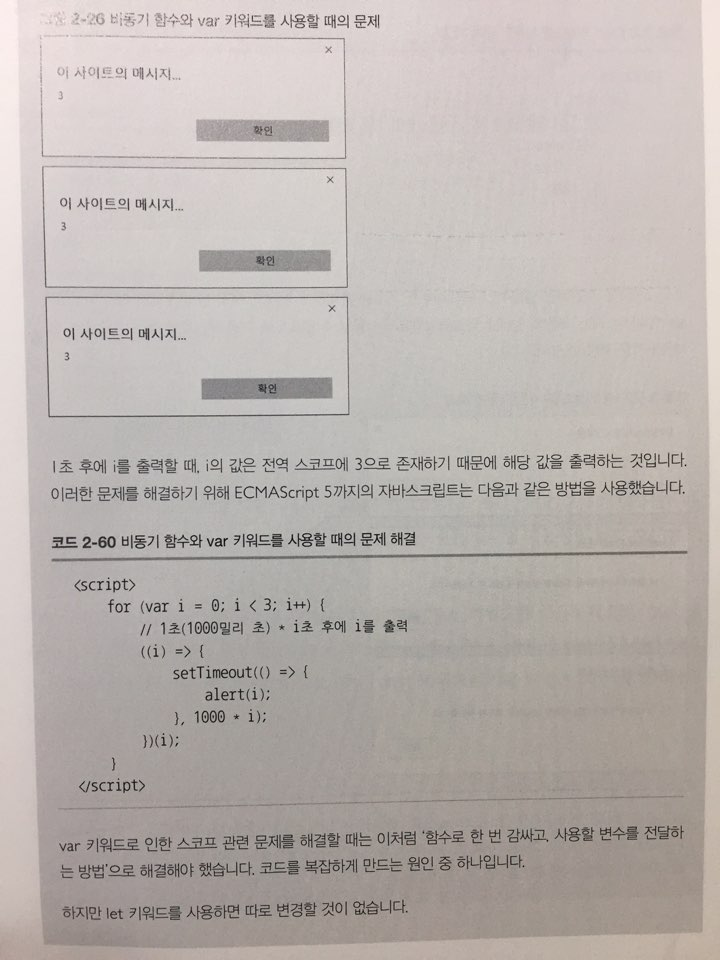 2-26 비동기 함수와 var 키워드를 사용할 때의 문제
×
이 사이트의 메시지...
3
확인
×
이 사이트의 메시지...
3
확인
×
이 사이트의 메시지...
3
확인
1초 후에 i를 출력할 때, i의 값은 전역 스코프에 3으로 존재하기 때문에 해당 값을 출력하는 것입니다.
이러한 문제를 해결하기 위해 ECMAScript 5까지의 자바스크립트는 다음과 같은 방법을 사용했습니다.
코드 2-60 비동기 함수와 var 키워드를 사용할 때의 문제 해결
<script>
for (var i = 0; i < 3; i++) {
// 1초(1000밀리 초) * i초 후에 i를 출력
((i) => {
setTimeout(() => {
alert(i);
}, 1000 * i);
})(i);
}
</script>
var 키워드로 인한 스코프 관련 문제를 해결할 때는 이처럼 '함수로 한 번 감싸고, 사용할 변수를 전달하
는 방법'으로 해결해야 했습니다. 코드를 복잡하게 만드는 원인 중 하나입니다.
하지만 let 키워드를 사용하면 따로 변경할 것이 없습니다.